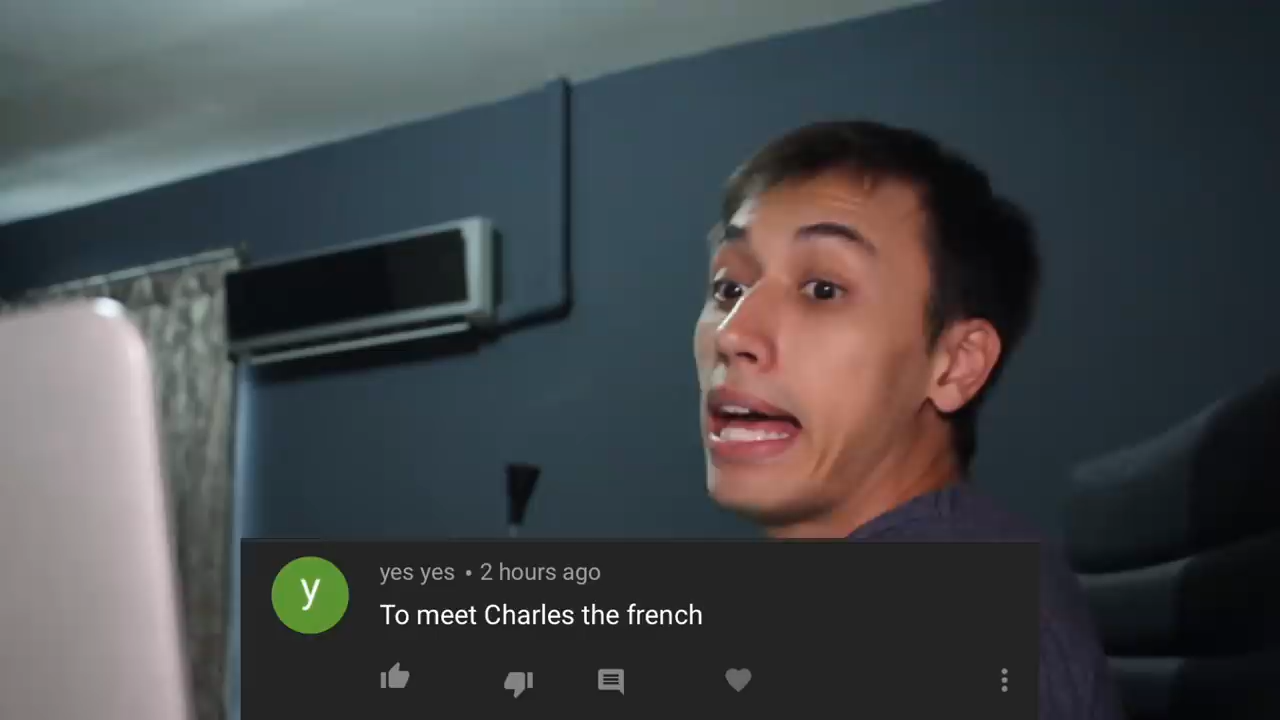 y
yes yes • 2 hours ago
To meet Charles the french